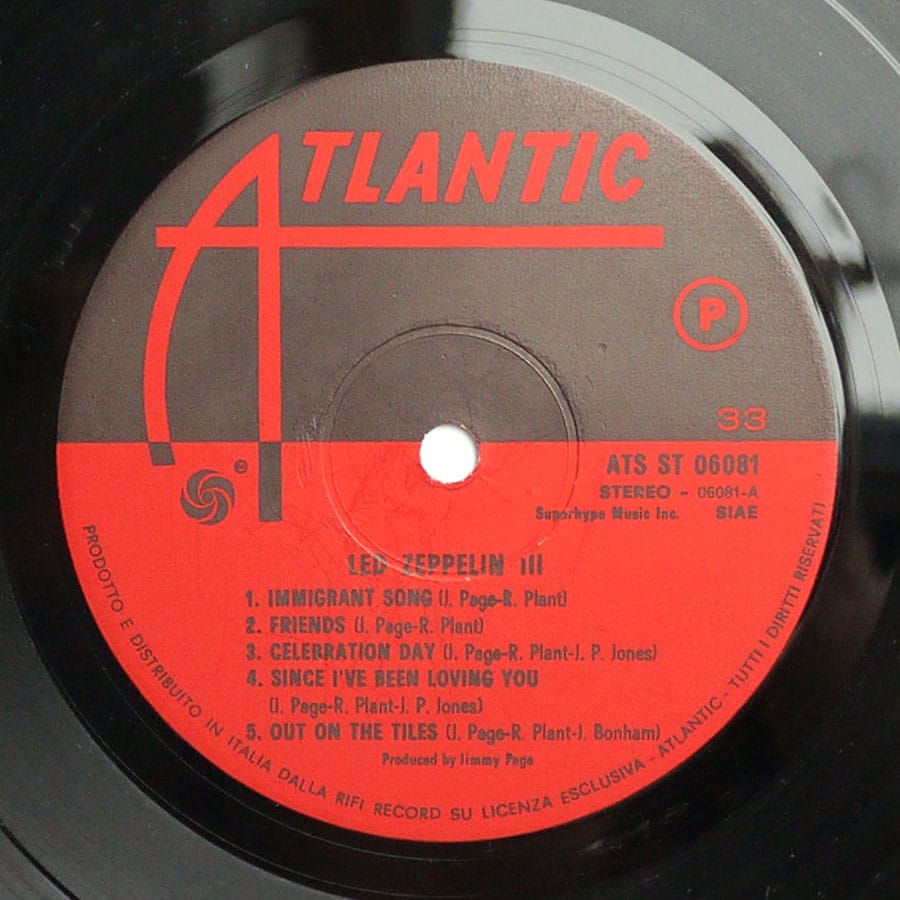 ATLANTIC
P
33
ATS ST 06081
STEREO - 06081-A
Superhype Music Inc. SIAE
LED ZEPPELIN III
1. IMMIGRANT SONG (J. Page-R. Plant)
2. FRIENDS (J. Page-R. Plant)
3. CELEBRATION DAY (J. Page-R. Plant-J. P. Jones)
4. SINCE I'VE BEEN LOVING YOU
(J. Page-R. Plant-J. P. Jones)
5. OUT ON THE TILES (J. Page-R. Plant-J. Bonham)
Produced by Jimmy Page
PRODOTTO E DISTRIBUITO IN ITALIA DALLA RIFI RECORD SU LICENZA ESCLUSIVA - ATLANTIC - TUTTI I DIRITTI RISERVATI